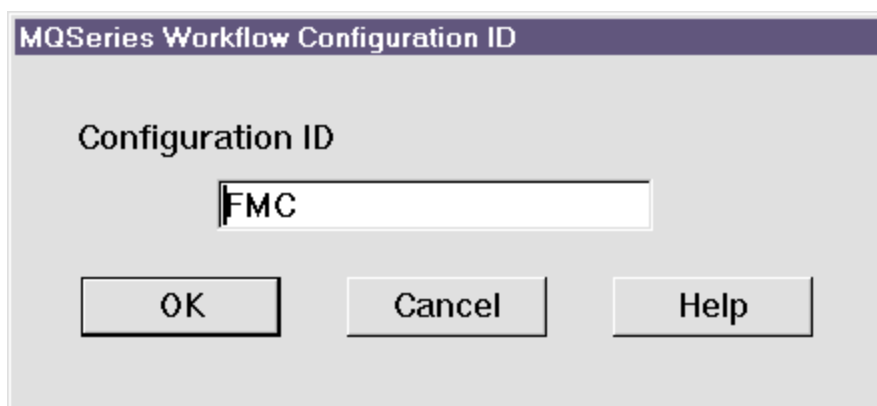 MQSeries Workflow Configuration ID
Configuration ID
FMC
OK Cancel Help